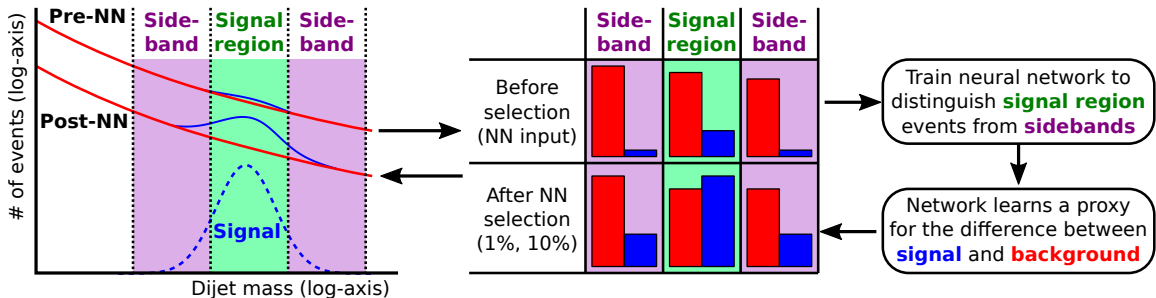 # of events (log-axis)
Pre-NN
Post-NN
Side-
band
Signal
region
Side-
band
Signal
Dijet mass (log-axis)
Side-
band
Signal
region
Side-
band
Before
selection
(NN input)
After NN
selection
(1%, 10%)
Train neural network to
distinguish signal region
events from sidebands
Network learns a proxy
for the difference between
signal and background